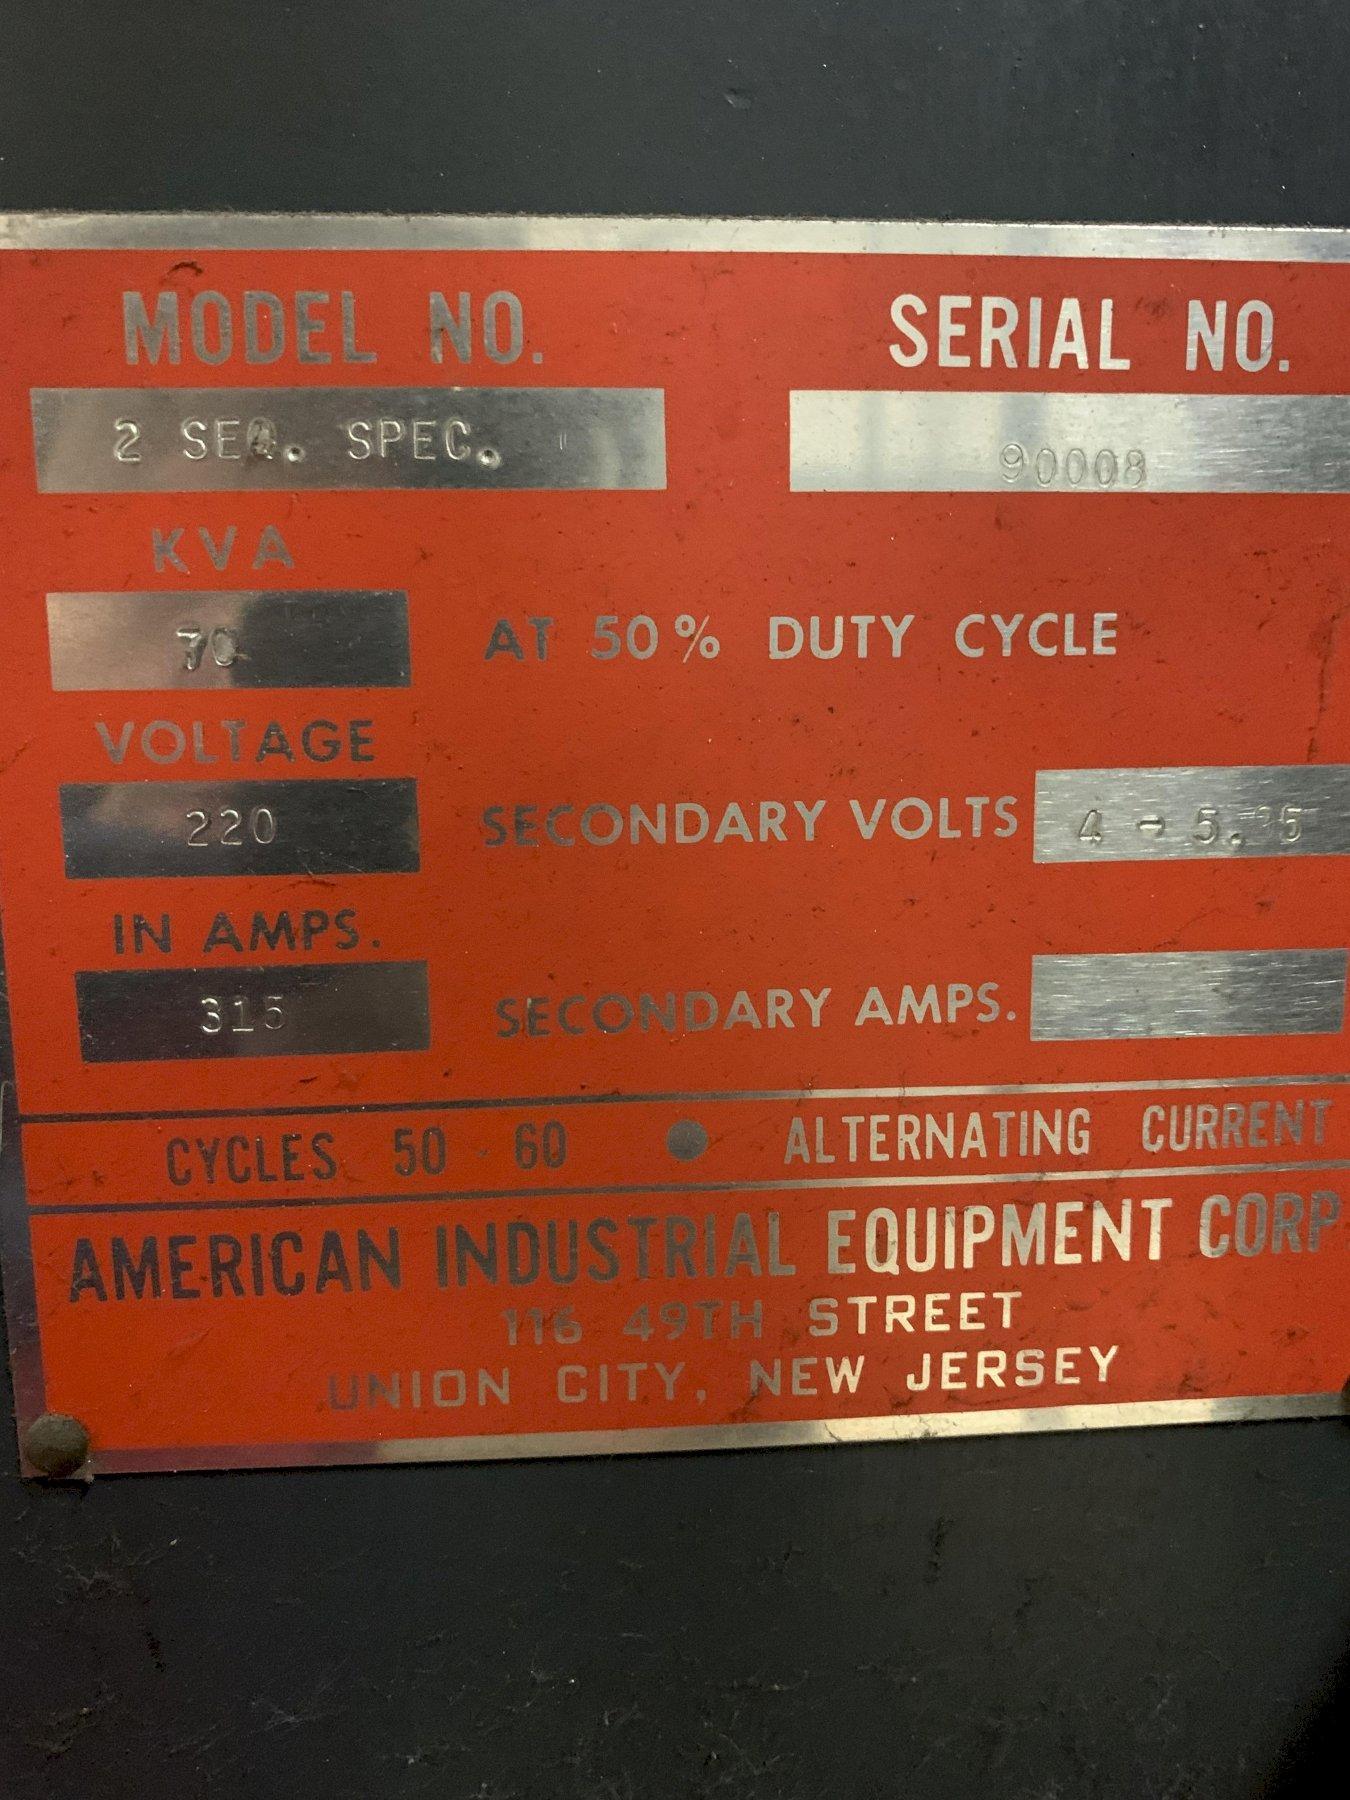 MODEL NO. SERIAL NO.
2 SEQ. SPEC. 90008
KVA
70 AT 50% DUTY CYCLE
VOLTAGE
220 SECONDARY VOLTS 4 -
IN AMPS.
315 SECONDARY AMPS.
CYCLES 50 - 60 ● ALTERNATING CURRENT
AMERICAN INDUSTRIAL EQUIPMENT CORP
116 49TH STREET
UNION CITY, NEW JERSEY